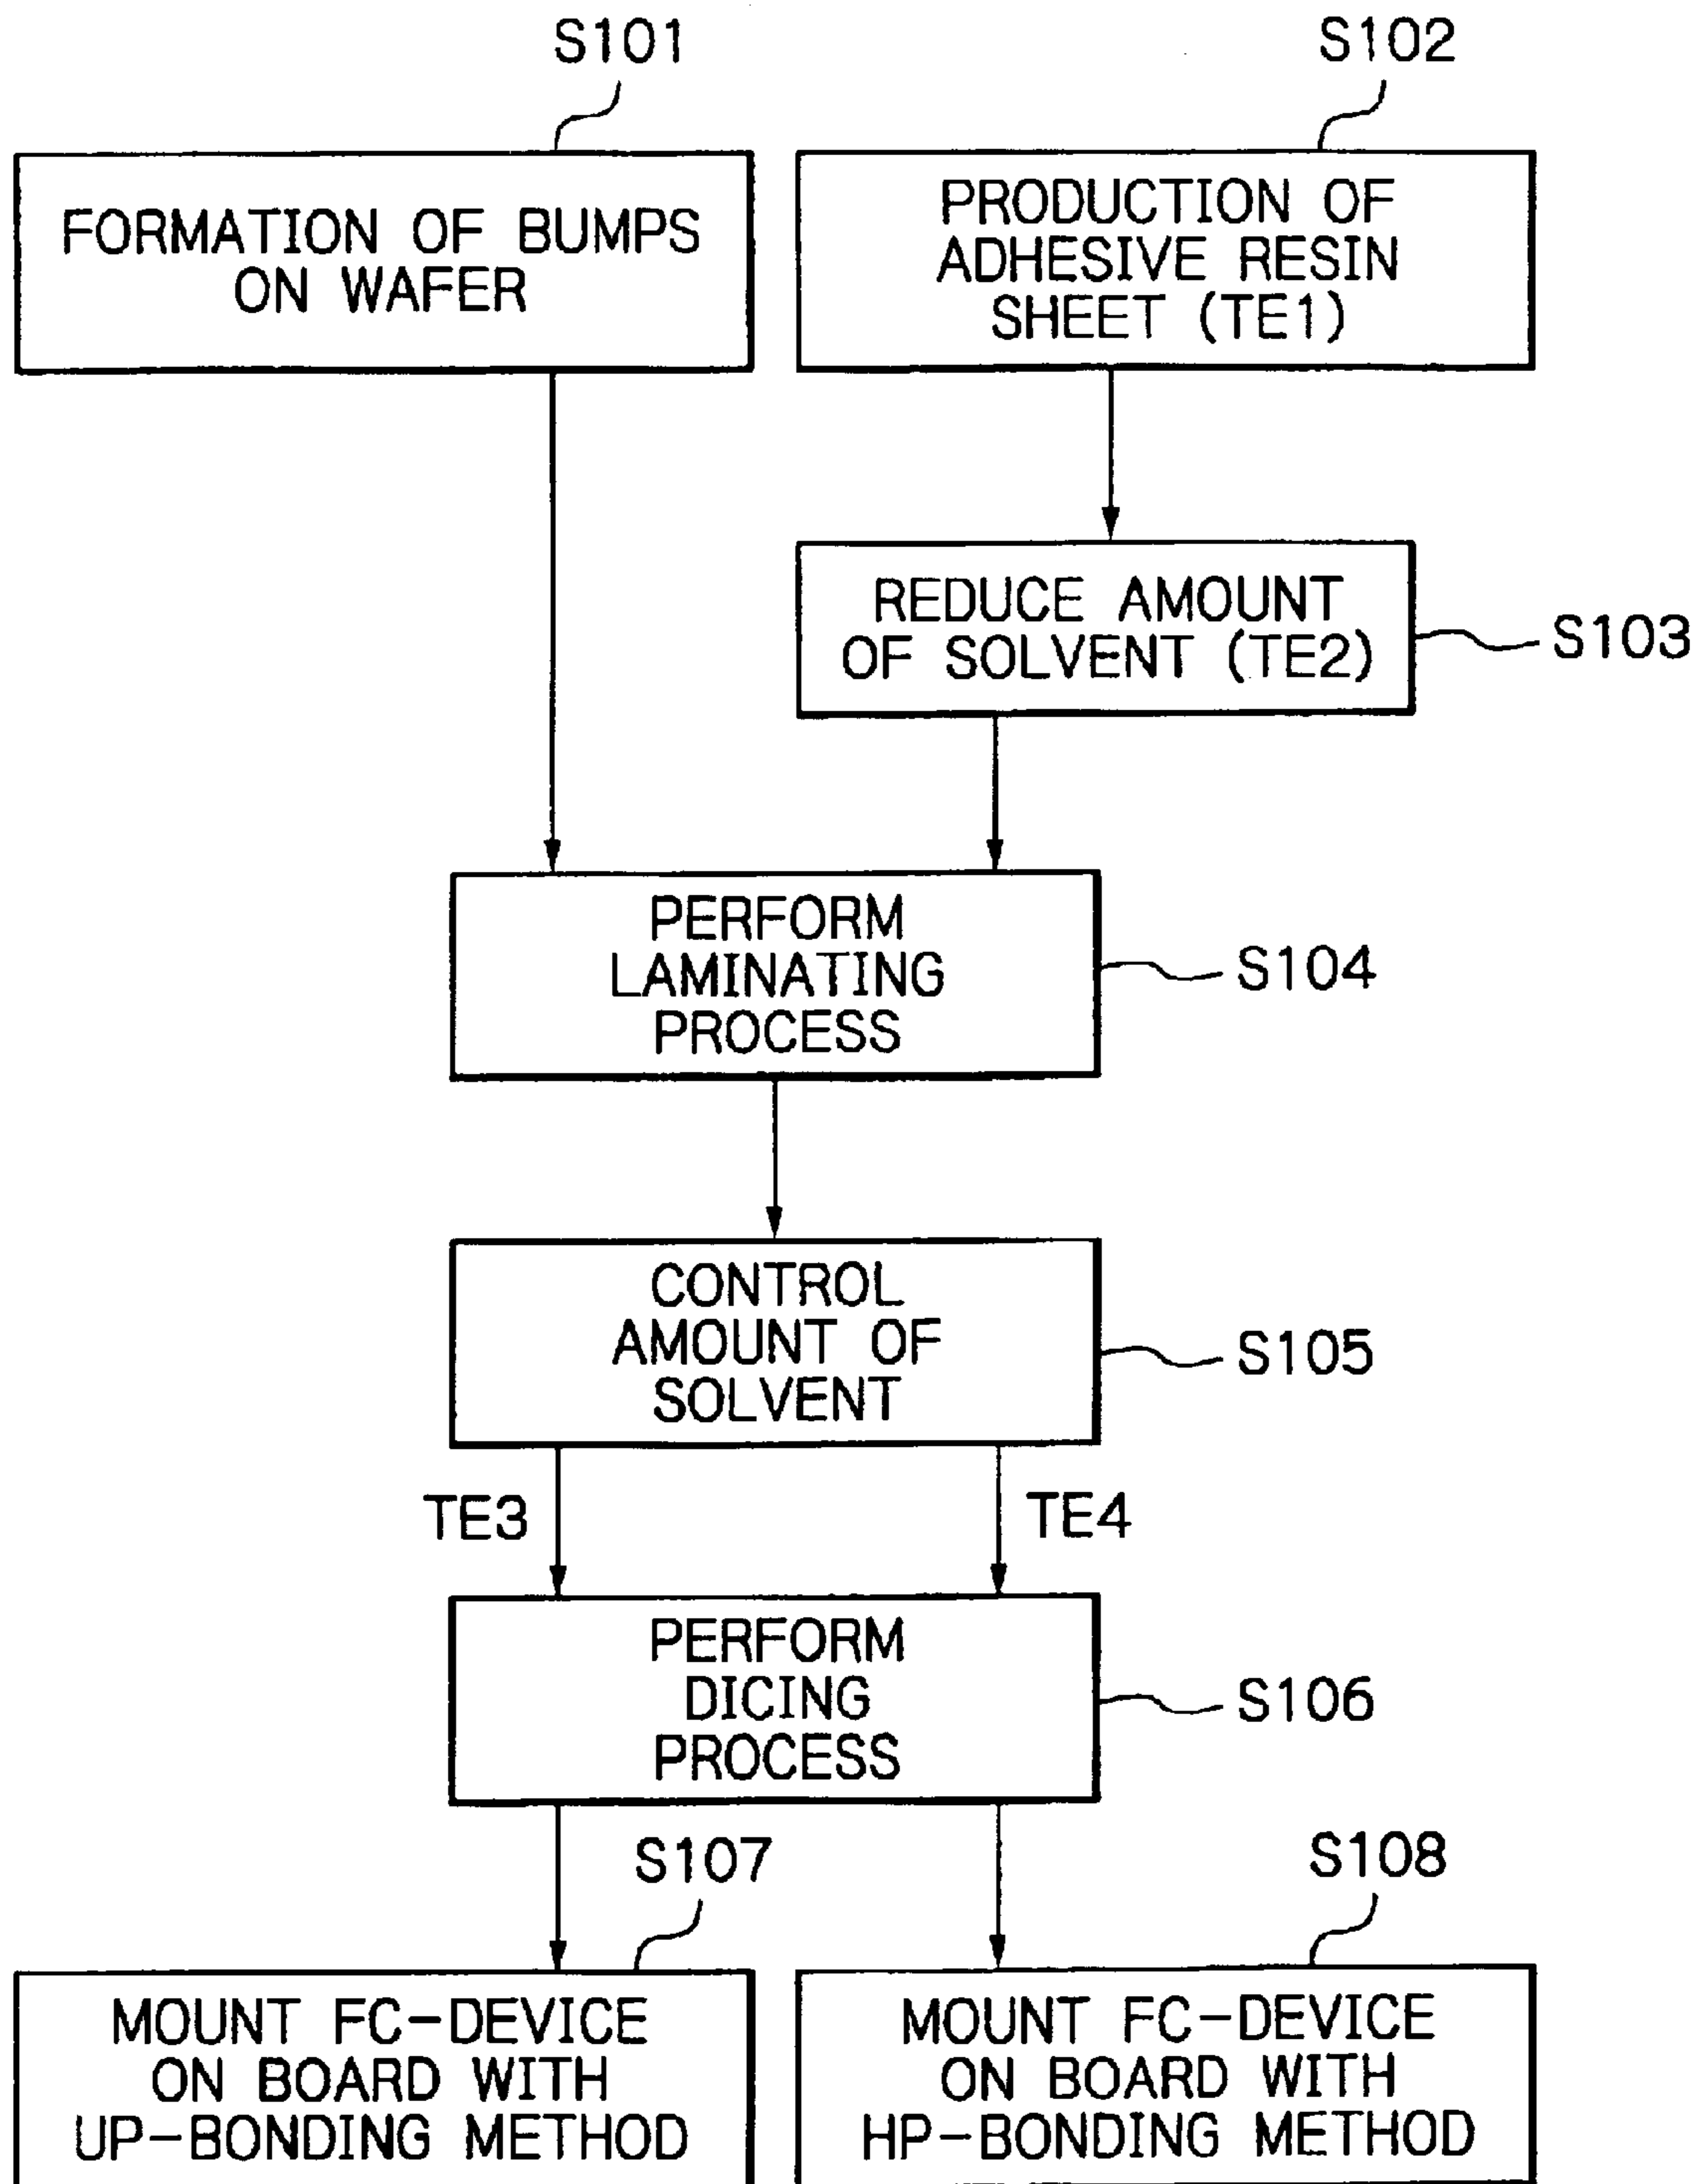 S101
S102
FORMATION OF BUMPS
ON WAFER
PRODUCTION OF
ADHESIVE RESIN
SHEET (TE1)
REDUCE AMOUNT
OF SOLVENT (TE2)
S103
PERFORM
LAMINATING
PROCESS
S104
CONTROL
AMOUNT OF
SOLVENT
S105
TE3
TE4
PERFORM
DICING
PROCESS
S106
S107
S108
MOUNT FC-DEVICE
ON BOARD WITH
UP-BONDING METHOD
MOUNT FC-DEVICE
ON BOARD WITH
HP-BONDING METHOD